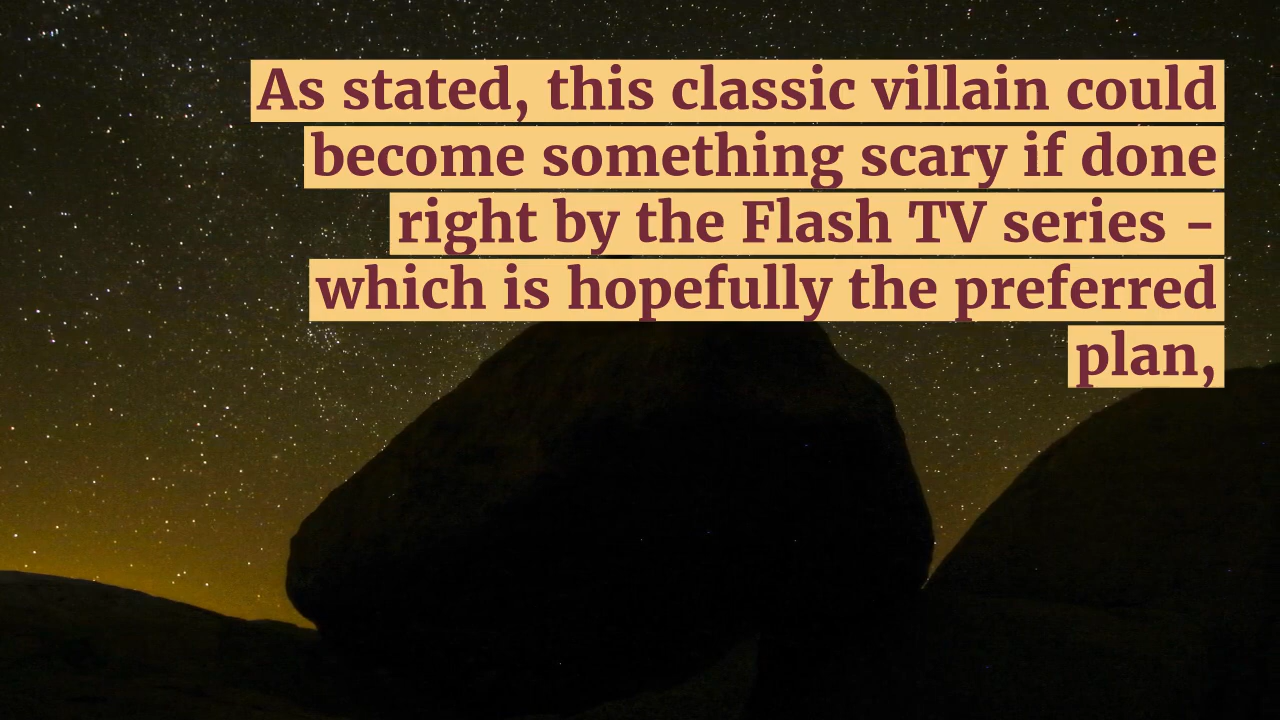 As stated, this classic villain could
become something scary if done
right by the Flash TV series -
which is hopefully the preferred
plan,